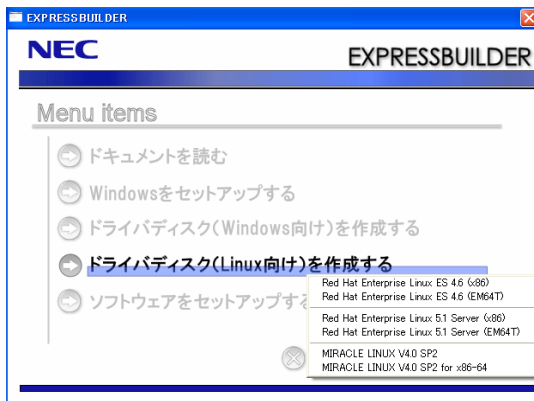 EXPRESSBUILDER
NEC
EXPRESSBUILDER
Menu items
ドキュメントを読む
Windowsをセットアップする
ドライバディスク(Windows向け)を作成する
ドライバディスク(Linux向け)を作成する
ソフトウェアをセットアップする
Red Hat Enterprise Linux ES 4.6 (x86)
Red Hat Enterprise Linux ES 4.6 (EM64T)
Red Hat Enterprise Linux 5.1 Server (x86)
Red Hat Enterprise Linux 5.1 Server (EM64T)
MIRACLE LINUX V4.0 SP2
MIRACLE LINUX V4.0 SP2 for x86-64